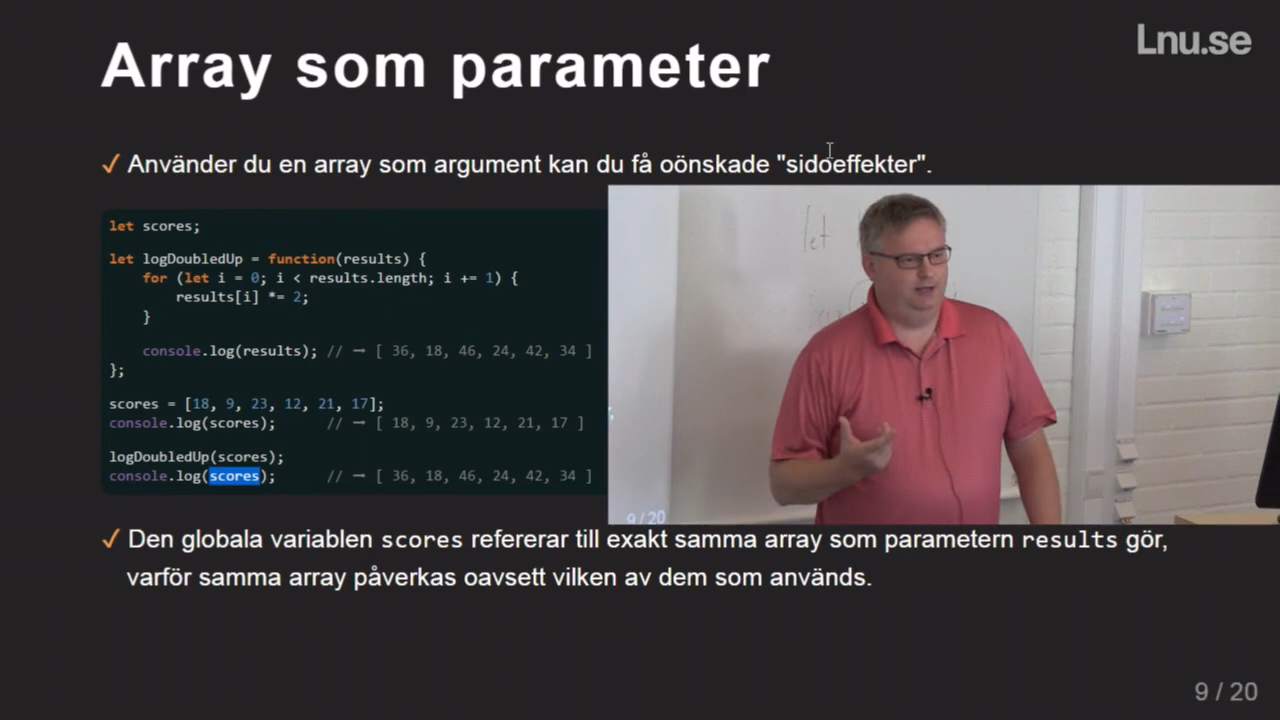 Array som parameter
Lnu.se
✓ Använder du en array som argument kan du få oönskade "sidoeffekter".
let scores;
let logDoubledUp = function(results) {
for (let i = 0; i < results.length; i += 1) {
results[i] *= 2;
}
console.log(results); // → [ 36, 18, 46, 24, 42, 34 ]
};
scores = [18, 9, 23, 12, 21, 17];
console.log(scores); // → [ 18, 9, 23, 12, 21, 17 ]
logDoubledUp(scores);
console.log(scores); // → [ 36, 18, 46, 24, 42, 34 ]
let
9 / 20
✓ Den globala variablen scores refererar till exakt samma array som parametern results gör,
varför samma array påverkas oavsett vilken av dem som används.
9 / 20